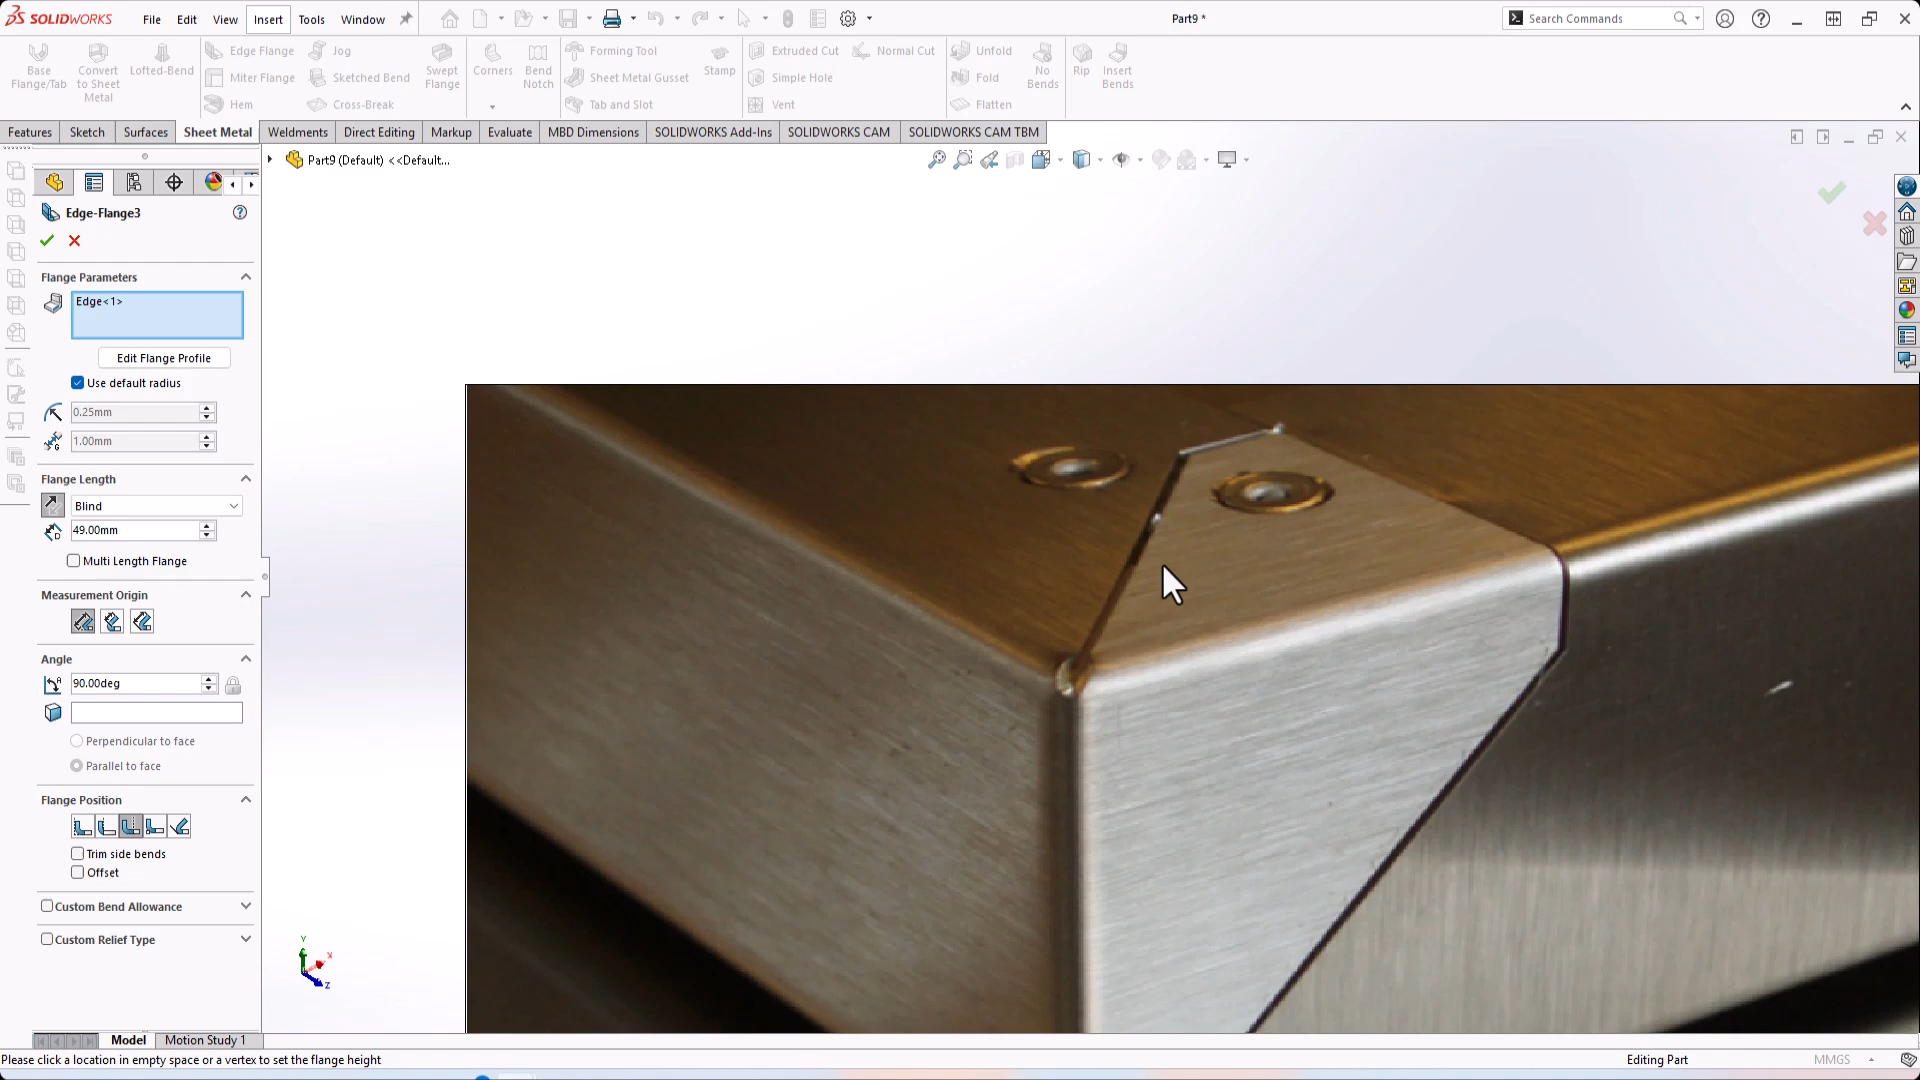 SOLIDWORKS File Edit View Insert Tools Window Part9 * Search Commands
Base Flange/Tab
Convert to Sheet Metal
Lofted-Bend
Edge Flange
Miter Flange
Hem
Jog
Sketched Bend
Cross-Break
Swept Flange
Corners
Bend Notch
Forming Tool
Sheet Metal Gusset
Tab and Slot
Stamp
Extruded Cut
Simple Hole
Vent
Normal Cut
Unfold
Fold
Flatten
No Bends
Rip
Insert Bends
Features Sketch Surfaces Sheet Metal Weldments Direct Editing Markup Evaluate MBD Dimensions SOLIDWORKS Add-Ins SOLIDWORKS CAM SOLIDWORKS CAM TBM
Part9 (Default) <<Default...
Edge-Flange3
Flange Parameters
Edge<1>
Edit Flange Profile
Use default radius
0.25mm
1.00mm
Flange Length
Blind
49.00mm
Multi Length Flange
Measurement Origin
Angle
90.00deg
Perpendicular to face
Parallel to face
Flange Position
Trim side bends
Offset
Custom Bend Allowance
Custom Relief Type
Y
X
Z
Model Motion Study 1
Please click a location in empty space or a vertex to set the flange height Editing Part MMGS